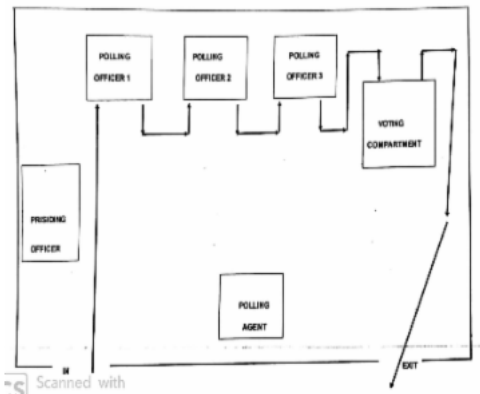 POLLING
OFFICER 1
POLLING
OFFICER 2
POLLING
OFFICER 3
VOTING
COMPARTMENT
PRISIDING
OFFICER
POLLING
AGENT
IN
EXIT
CS Scanned with